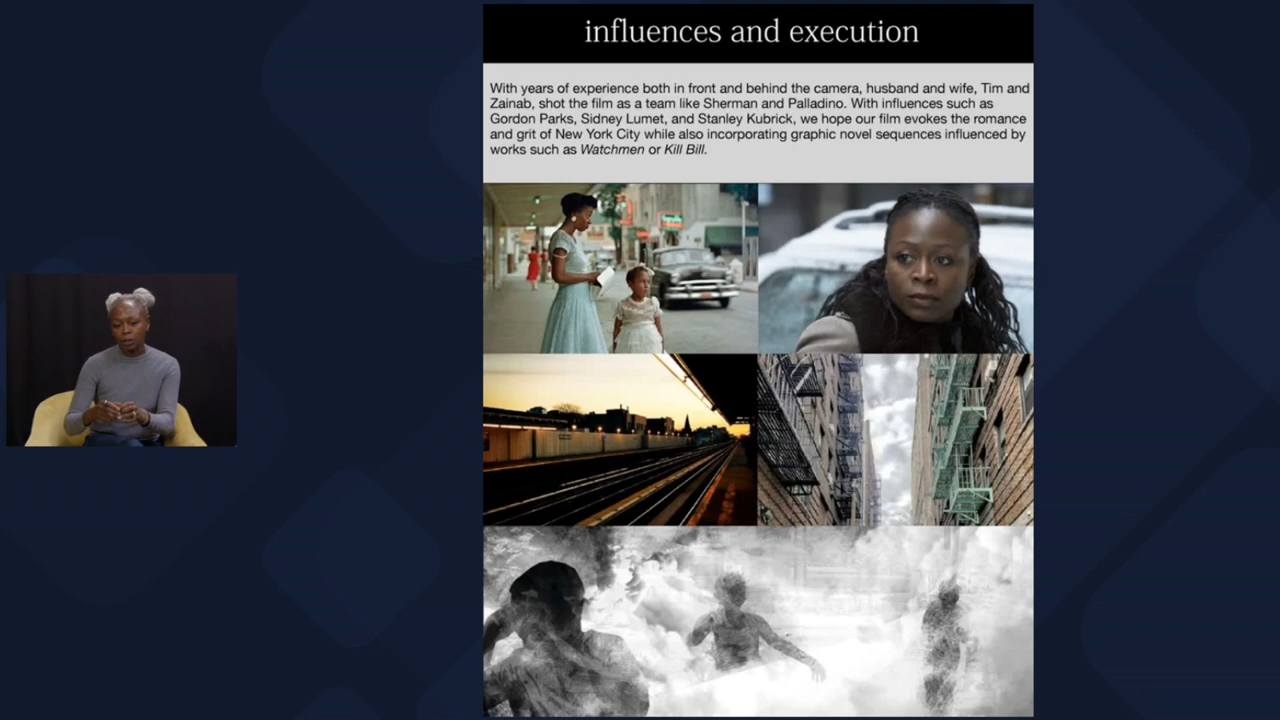 influences and execution
With years of experience both in front and behind the camera, husband and wife, Tim and
Zainab, shot the film as a team like Sherman and Palladino. With influences such as
Gordon Parks, Sidney Lumet, and Stanley Kubrick, we hope our film evokes the romance
and grit of New York City while also incorporating graphic novel sequences influenced by
works such as Watchmen or Kill Bill.